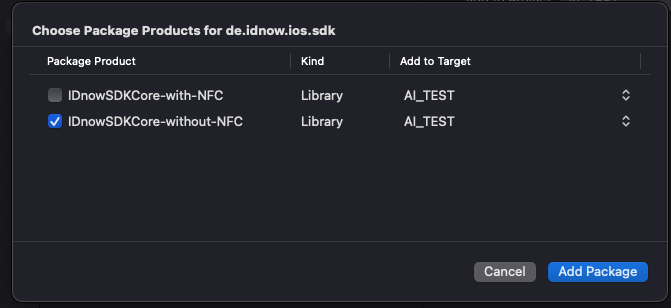 Choose Package Products for de.idnow.ios.sdk
Package Product Kind Add to Target
IDnowSDKCore-with-NFC Library AI_TEST
IDnowSDKCore-without-NFC Library AI_TEST
Cancel Add Package